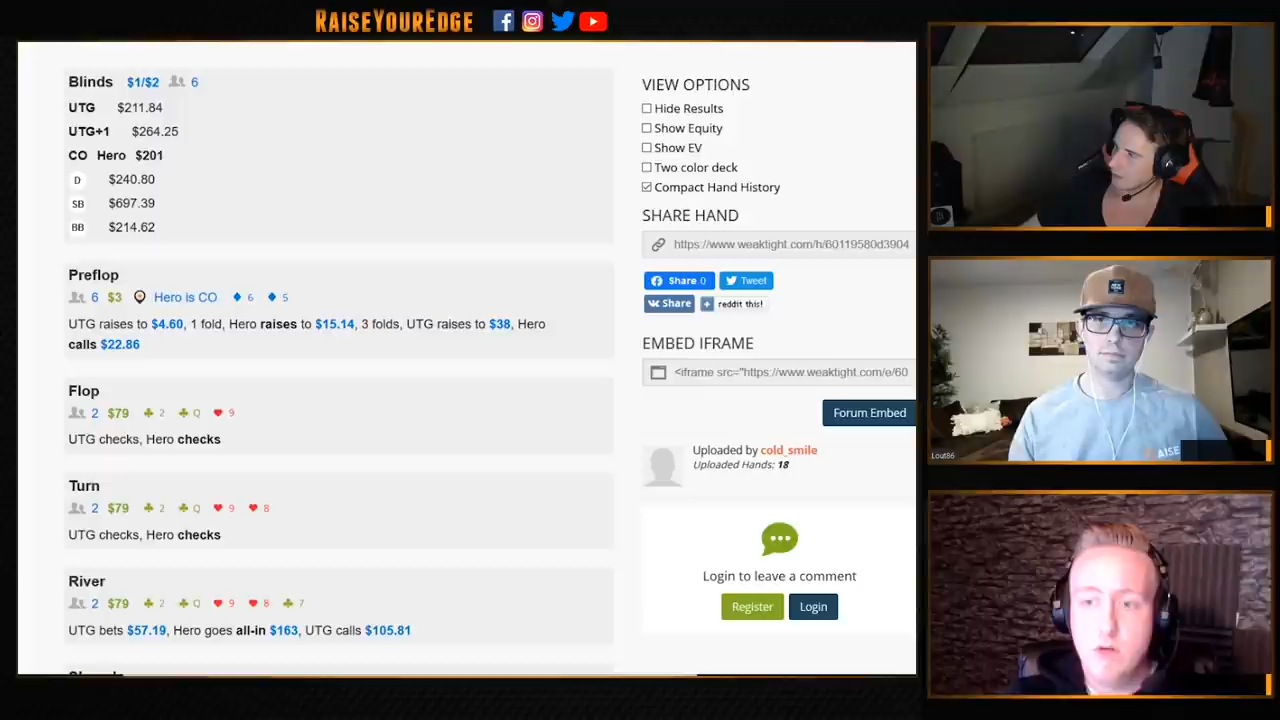 RAISEYOUREDGE
Blinds $1/$2 6
UTG $211.84
UTG+1 $264.25
CO Hero $201
D $240.80
SB $697.39
BB $214.62
Preflop
6 $3 Hero is CO ♦ 6 ♦ 5
UTG raises to $4.60, 1 fold, Hero raises to $15.14, 3 folds, UTG raises to $38, Hero
calls $22.86
Flop
2 $79 ♣ 2 ♣ Q ♥ 9
UTG checks, Hero checks
Turn
2 $79 ♣ 2 ♣ Q ♥ 9 ♥ 8
UTG checks, Hero checks
River
2 $79 ♣ 2 ♣ Q ♥ 9 ♥ 8 ♣ 7
UTG bets $57.19, Hero goes all-in $163, UTG calls $105.81
VIEW OPTIONS
Hide Results
Show Equity
Show EV
Two color deck
Compact Hand History
SHARE HAND
https://www.weaktight.com/h/60119580d3904
Share 0 Tweet
Share reddit this!
EMBED IFRAME
<iframe src="https://www.weaktight.com/e/60
Forum Embed
Uploaded by cold_smile
Uploaded Hands: 18
Login to leave a comment
Register Login
Lout86
RAISE